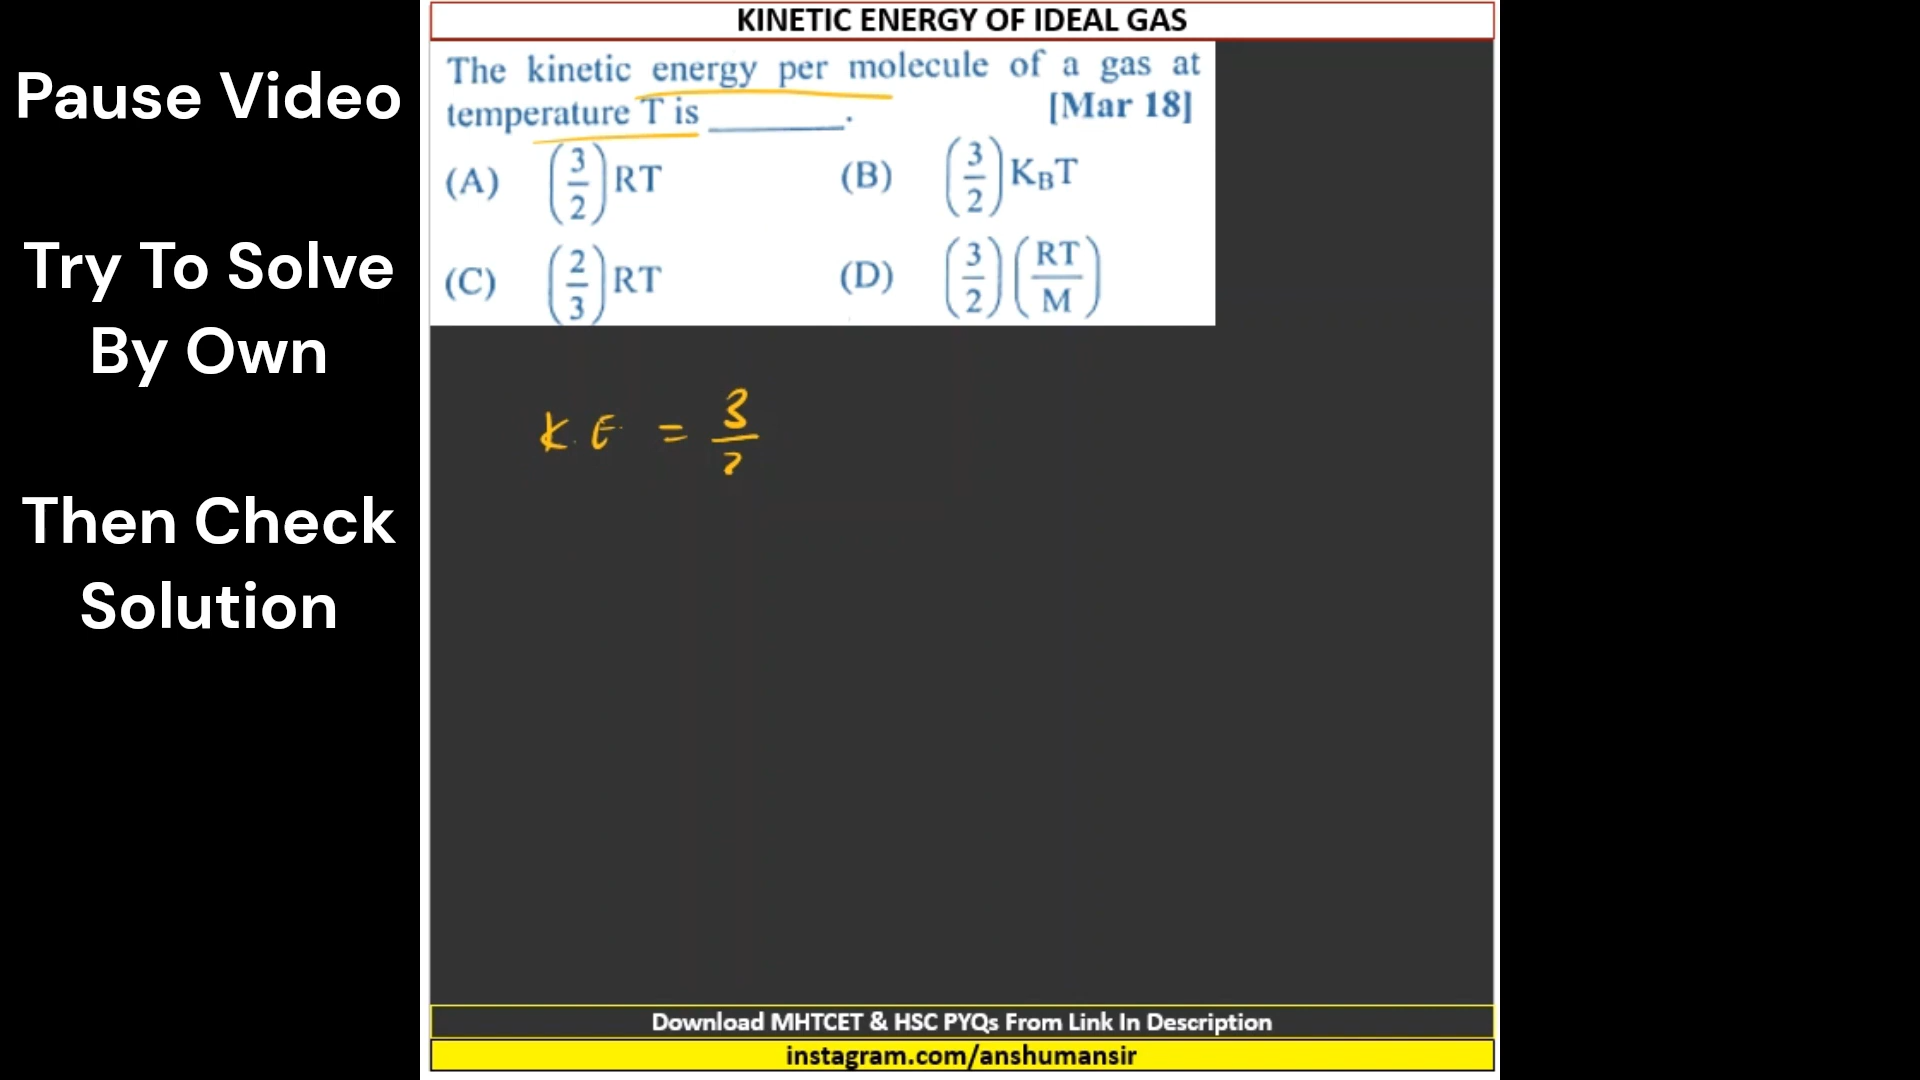 Pause Video
Try To Solve
By Own
Then Check
Solution
KINETIC ENERGY OF IDEAL GAS
The kinetic energy per molecule of a gas at
temperature T is ________. [Mar 18]
(A) (3/2) RT (B) (3/2) K_BT
(C) (2/3) RT (D) (3/2) (RT/M)
K.E = 3/2
Download MHTCET & HSC PYQs From Link In Description
instagram.com/anshumansir